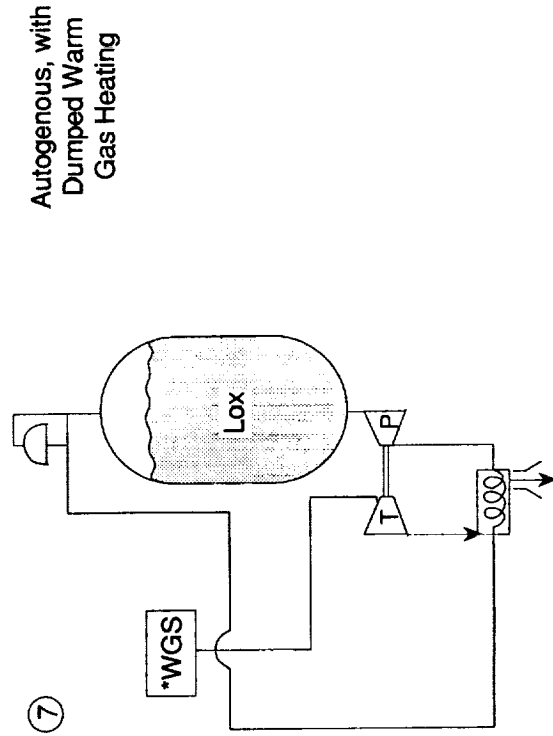 7
Autogenous, with
Dumped Warm
Gas Heating
*WGS
Lox
T
P